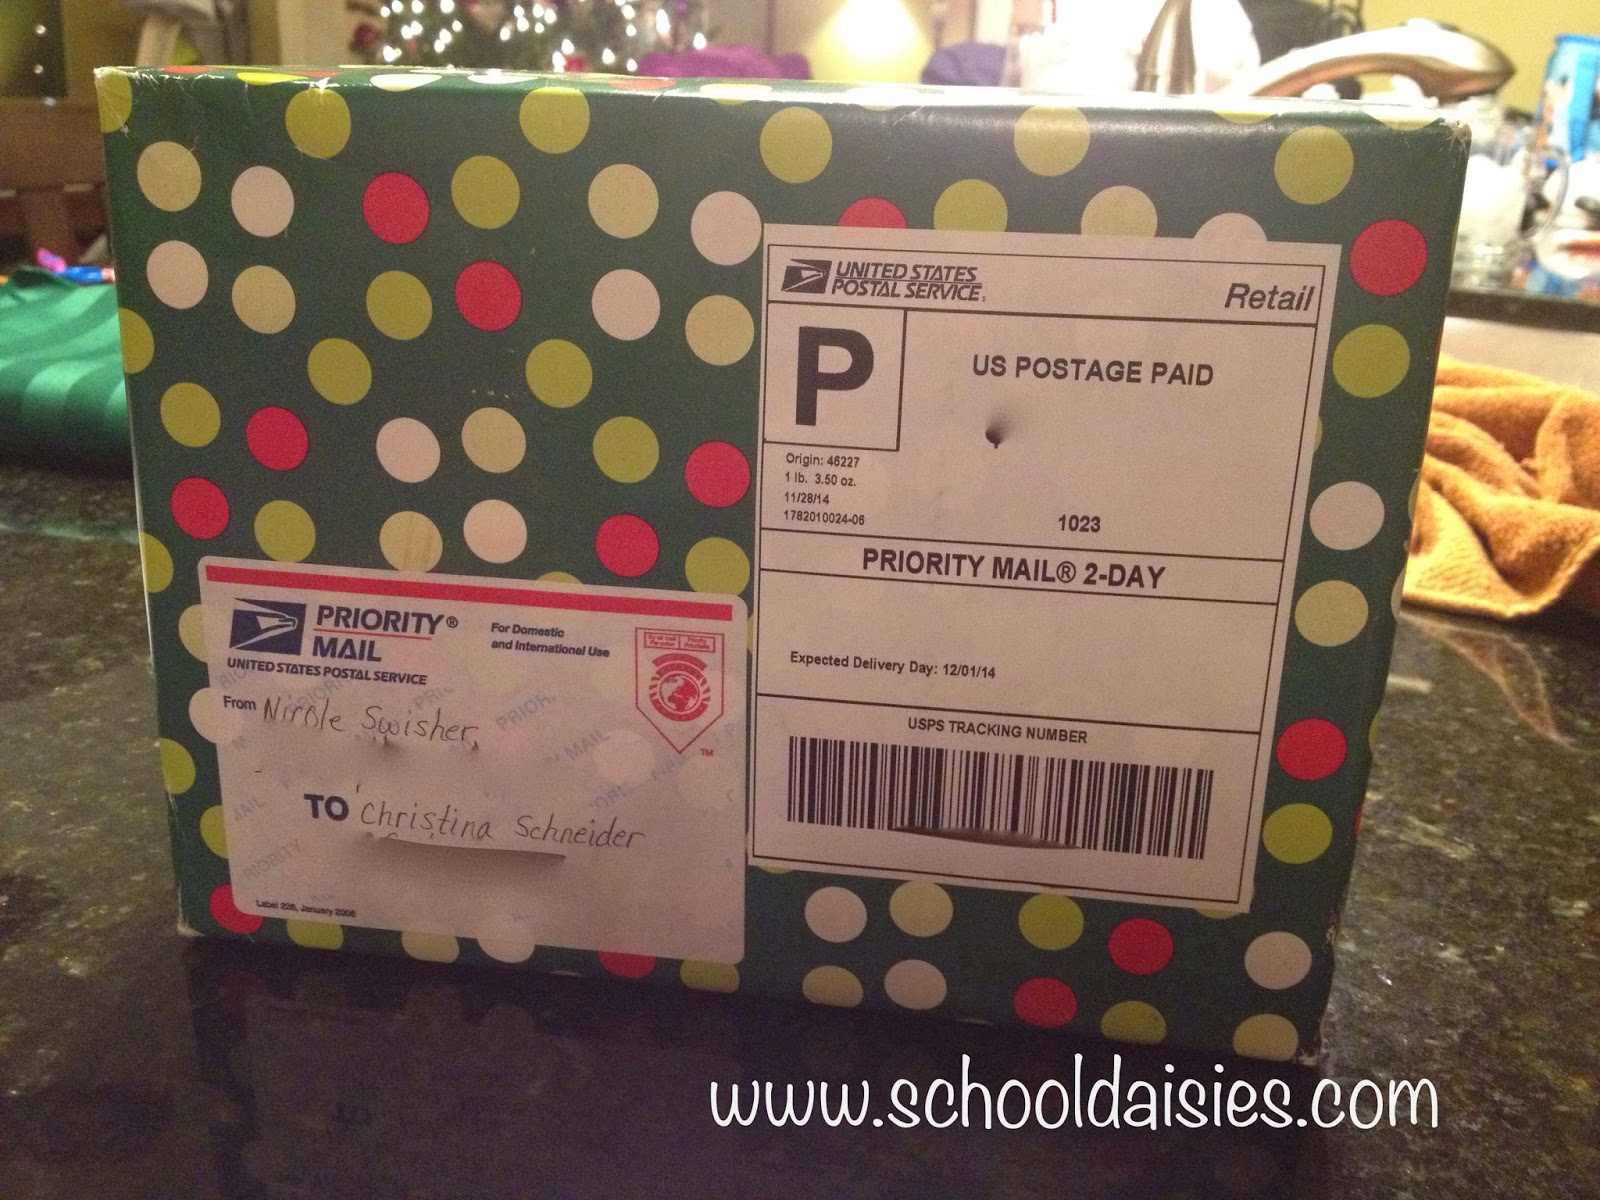 UNITED STATES
POSTAL SERVICE
Retail
P
US POSTAGE PAID
Origin: 46227
1 lb. 3.50 oz.
11/28/14
1782010024-06
1023
PRIORITY MAIL® 2-DAY
Expected Delivery Day: 12/01/14
USPS TRACKING NUMBER
PRIORITY®
MAIL
UNITED STATES POSTAL SERVICE
For Domestic
and International Use
From Nicole Swisher
TM
TO Christina Schneider
Label 228, January 2008
www.schooldaisies.com